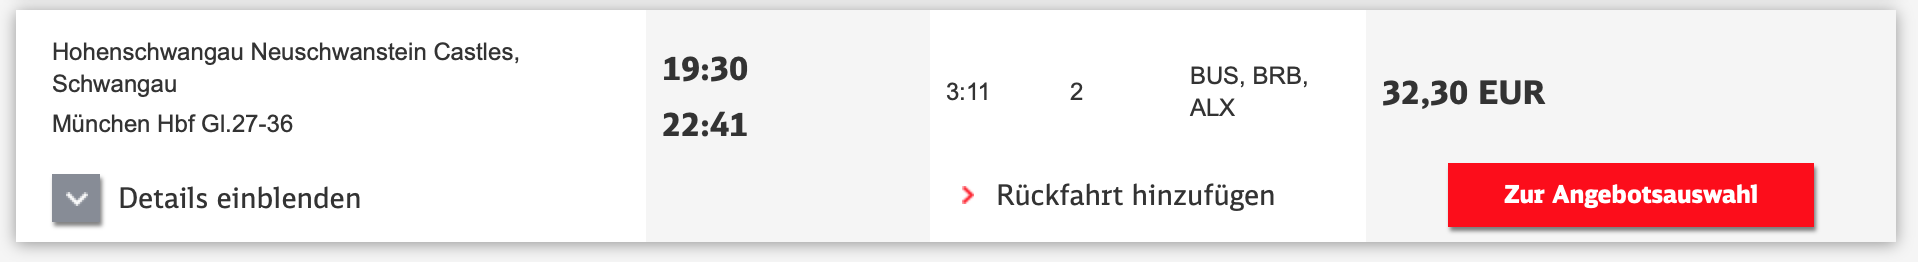 Hohenschwangau Neuschwanstein Castles,
Schwangau
München Hbf Gl.27-36
19:30
22:41
3:11
2
BUS, BRB,
ALX
32,30 EUR
Details einblenden
Rückfahrt hinzufügen
Zur Angebotsauswahl